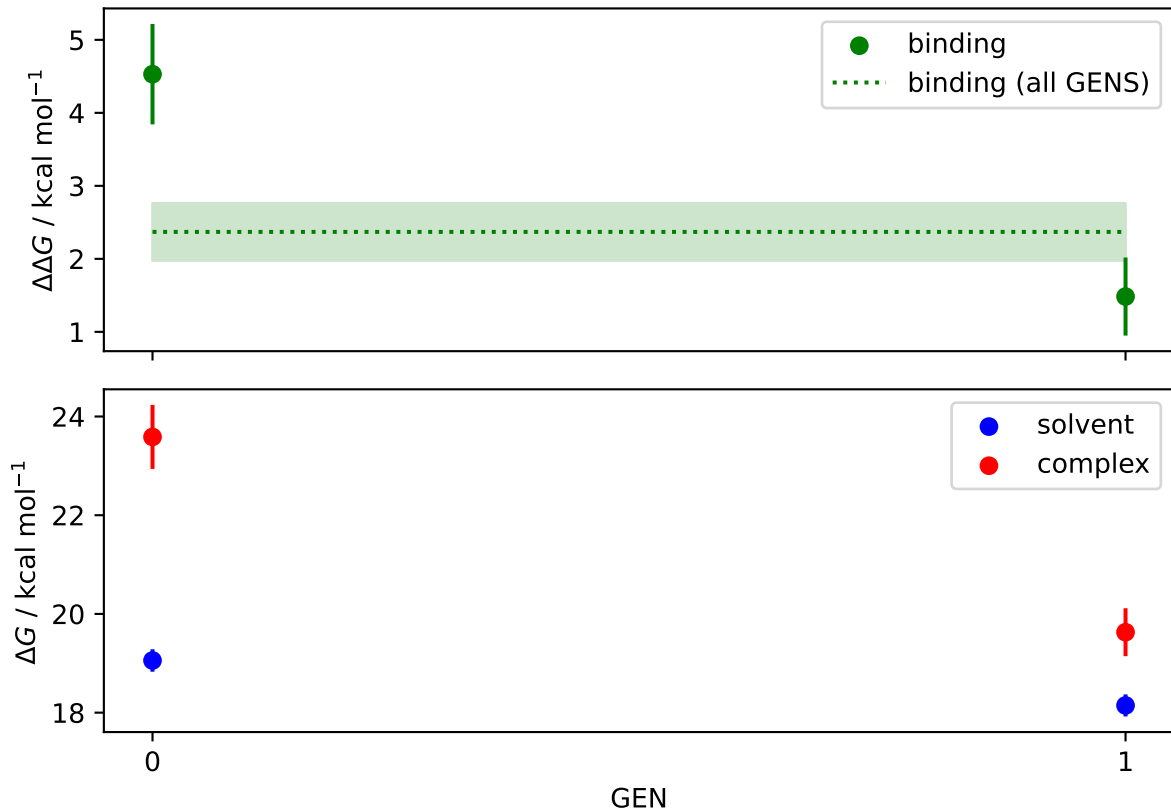 5
4
3
2
1
ΔΔG / kcal mol⁻¹
binding
binding (all GENS)
24
22
20
18
ΔG / kcal mol⁻¹
solvent
complex
0
1
GEN